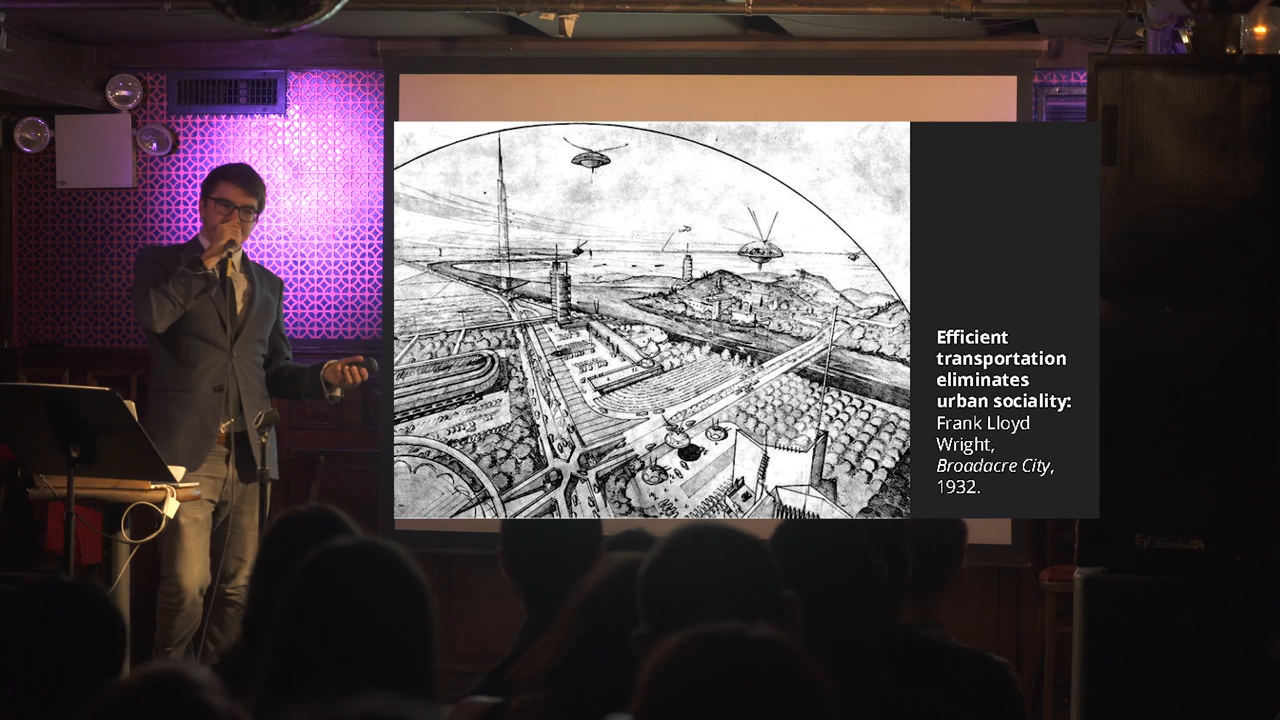 Efficient
transportation
eliminates
urban sociality:
Frank Lloyd
Wright,
Broadacre City,
1932.